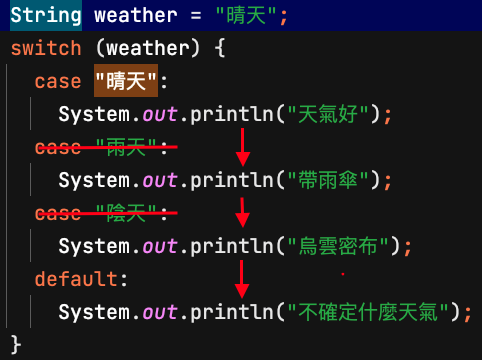 String weather = "晴天";
switch (weather) {
case "晴天":
System.out.println("天氣好");
case "雨天":
System.out.println("帶雨傘");
case "陰天":
System.out.println("烏雲密布");
default:
System.out.println("不確定什麼天氣");
}